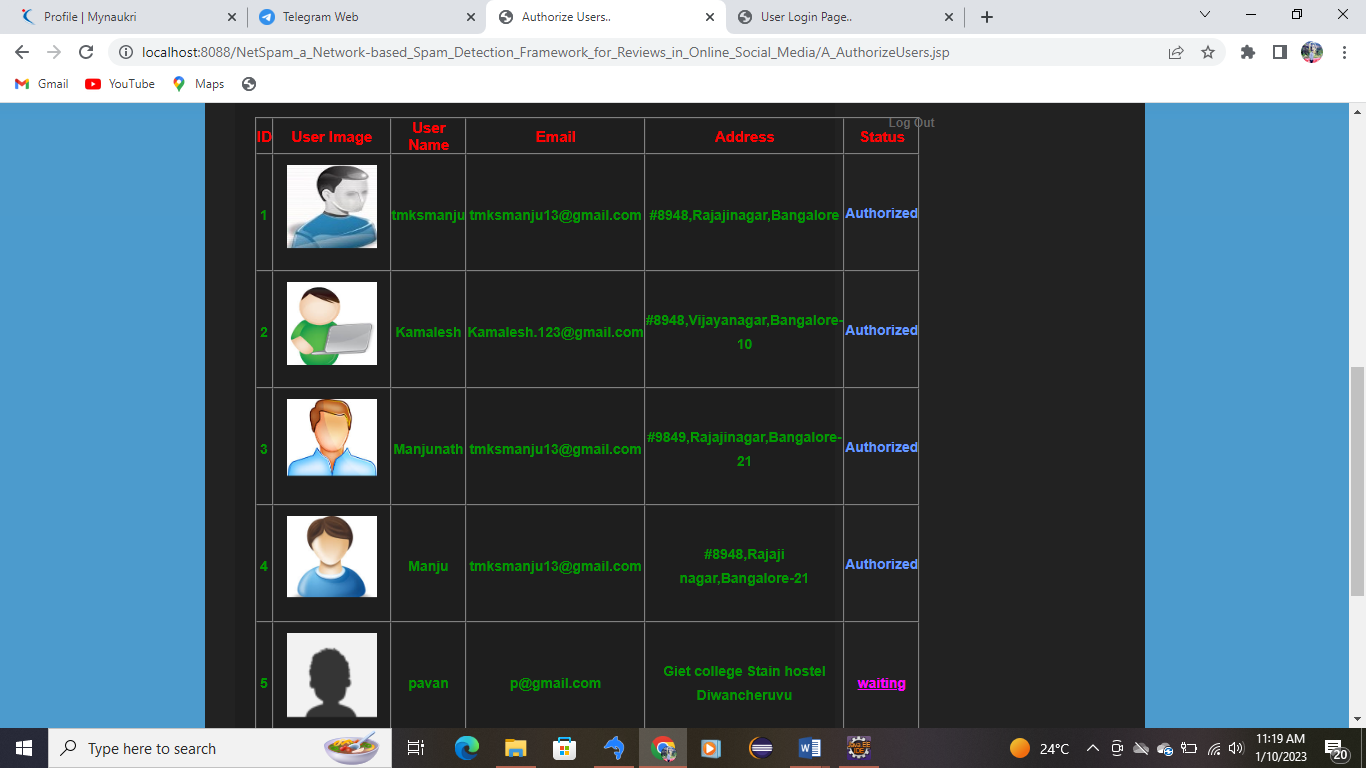 Profile | Mynaukri
Telegram Web
Authorize Users..
User Login Page..
localhost:8088/NetSpam_a_Network-based_Spam_Detection_Framework_for_Reviews_in_Online_Social_Media/A_AuthorizeUsers.jsp
Gmail
YouTube
Maps
Log Out
ID User Image User Name Email Address Status
1 tmksmanju tmksmanju13@gmail.com #8948,Rajajinagar,Bangalore Authorized
2 Kamalesh Kamalesh.123@gmail.com #8948,Vijayanagar,Bangalore-
10
Authorized
3 Manjunath tmksmanju13@gmail.com #9849,Rajajinagar,Bangalore-
21
Authorized
4 Manju tmksmanju13@gmail.com #8948,Rajaji
nagar,Bangalore-21
Authorized
5 pavan p@gmail.com Giet college Stain hostel
Diwancheruvu
waiting
Type here to search
24°C
11:19 AM
1/10/2023
20